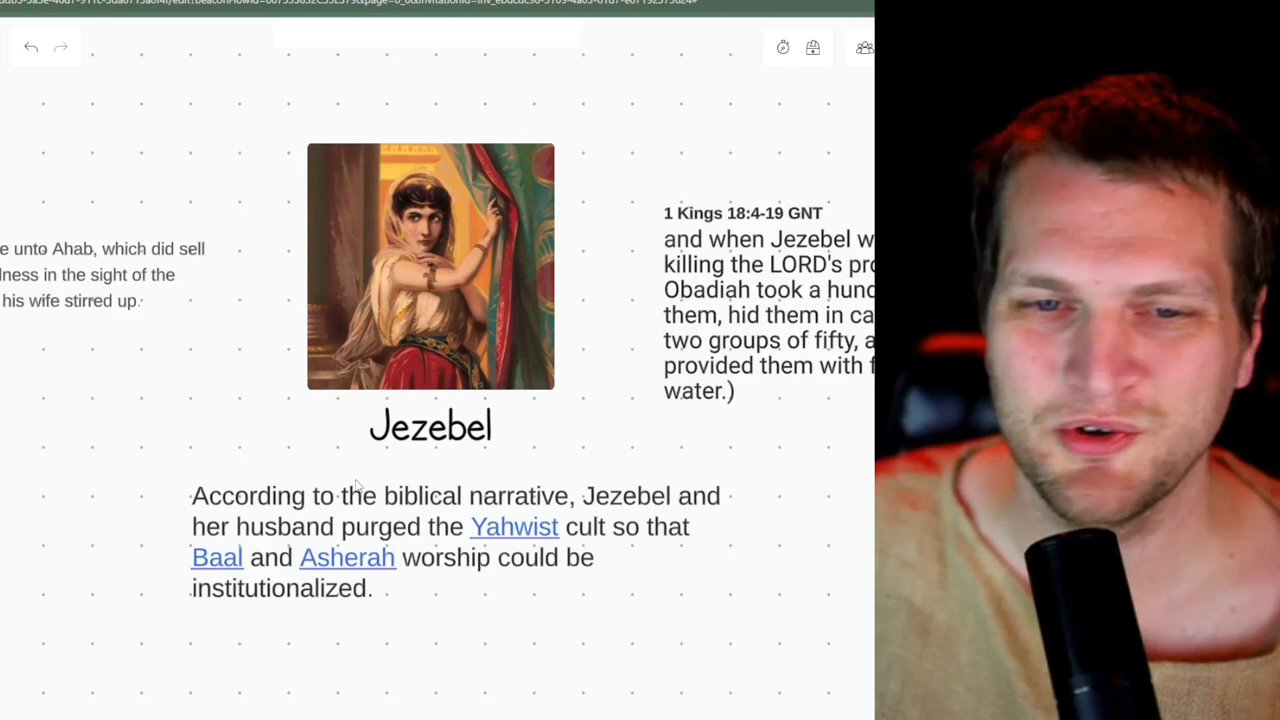 e unto Ahab, which did sell
ness in the sight of the
his wife stirred up.
Jezebel
According to the biblical narrative, Jezebel and
her husband purged the Yahwist cult so that
Baal and Asherah worship could be
institutionalized.
1 Kings 18:4-19 GNT
and when Jezebel w
killing the LORD's pro
Obadiah took a hund
them, hid them in ca
two groups of fifty, a
provided them with f
water.)